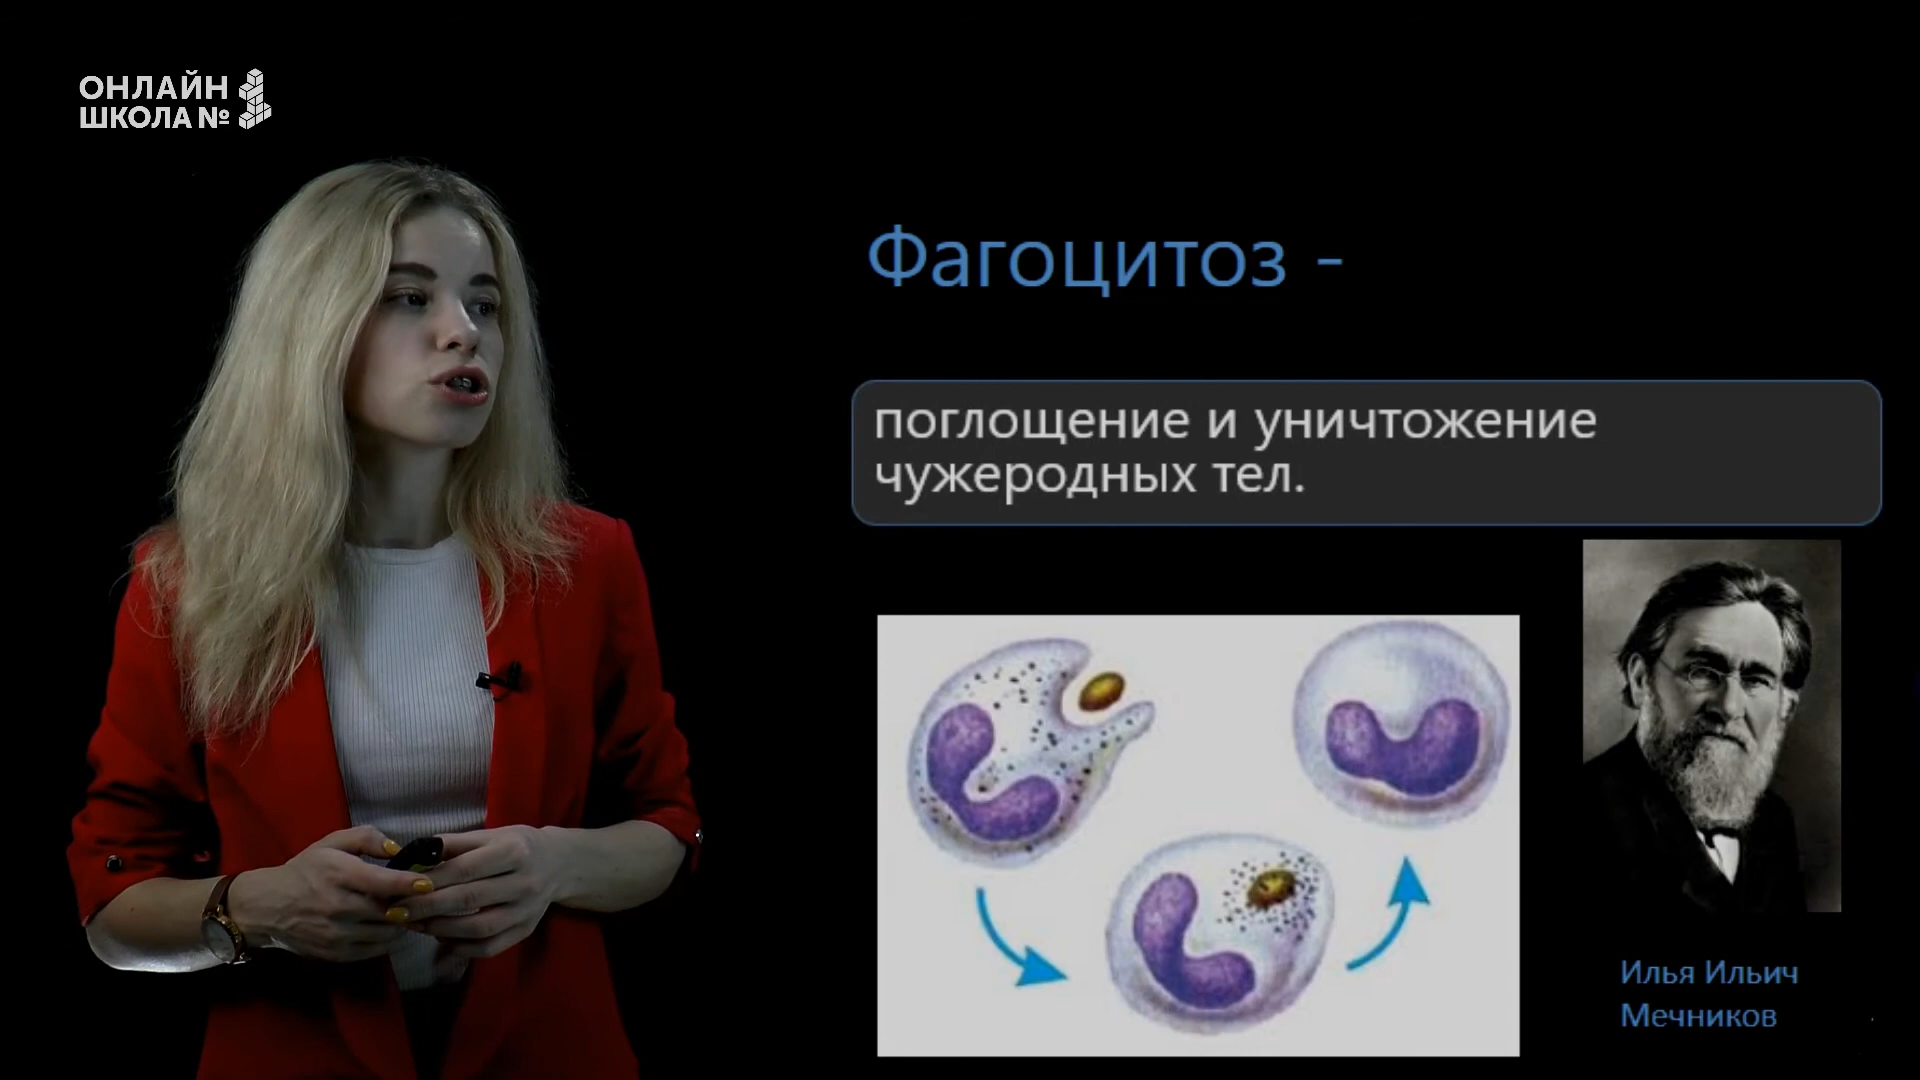 ОНЛАЙН
ШКОЛА №
Фагоцитоз -
поглощение и уничтожение
чужеродных тел.
Илья Ильич
Мечников